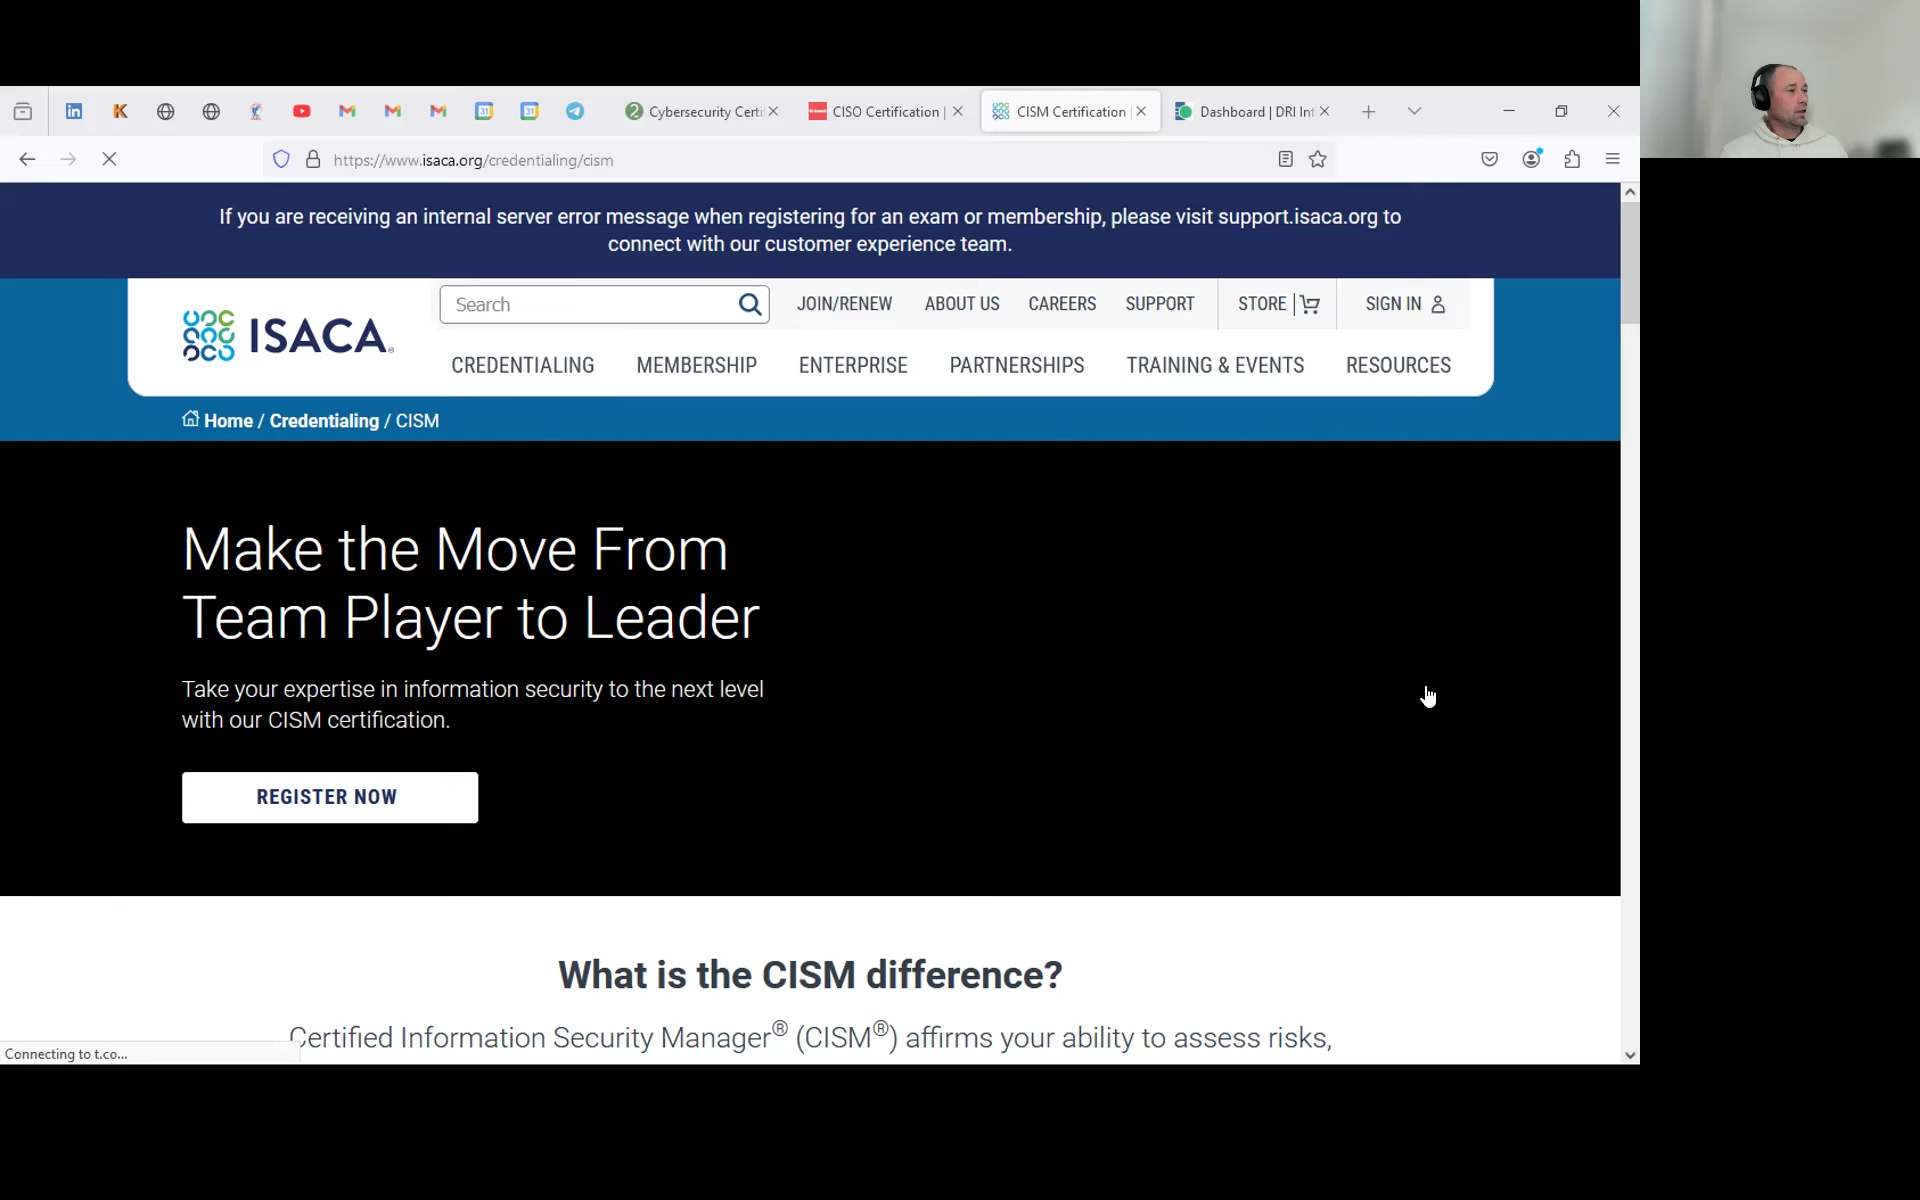 Cybersecurity Certi
CISO Certification |
CISM Certification |
Dashboard | DRI Int
https://www.isaca.org/credentialing/cism
If you are receiving an internal server error message when registering for an exam or membership, please visit support.isaca.org to
connect with our customer experience team.
ISACA®
Search
JOIN/RENEW
ABOUT US
CAREERS
SUPPORT
STORE
SIGN IN
CREDENTIALING
MEMBERSHIP
ENTERPRISE
PARTNERSHIPS
TRAINING & EVENTS
RESOURCES
Home / Credentialing / CISM
Make the Move From
Team Player to Leader
Take your expertise in information security to the next level
with our CISM certification.
REGISTER NOW
What is the CISM difference?
Certified Information Security Manager® (CISM®) affirms your ability to assess risks,
Connecting to t.co...